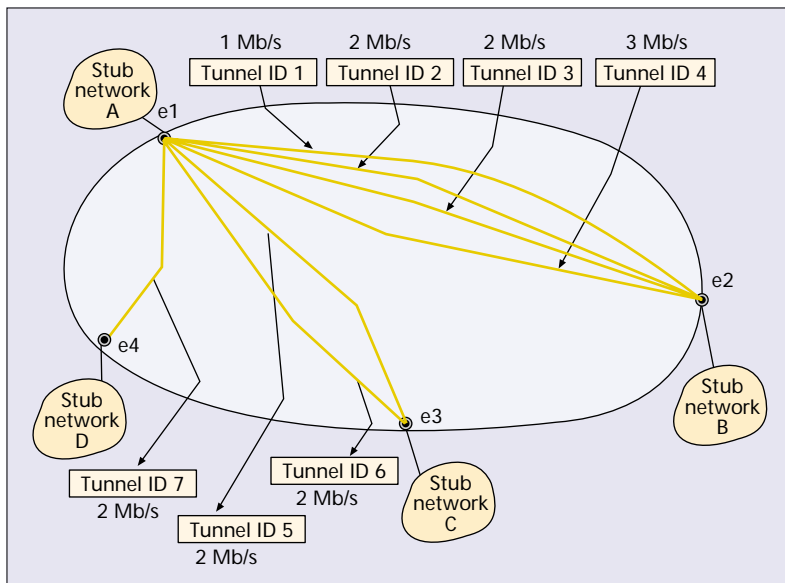 1 Mb/s
2 Mb/s
2 Mb/s
3 Mb/s
Tunnel ID 1
Tunnel ID 2
Tunnel ID 3
Tunnel ID 4
Stub
network
A
e1
e2
e4
Stub
network
B
Stub
network
D
e3
Tunnel ID 6
2 Mb/s
Tunnel ID 7
2 Mb/s
Stub
network
C
Tunnel ID 5
2 Mb/s